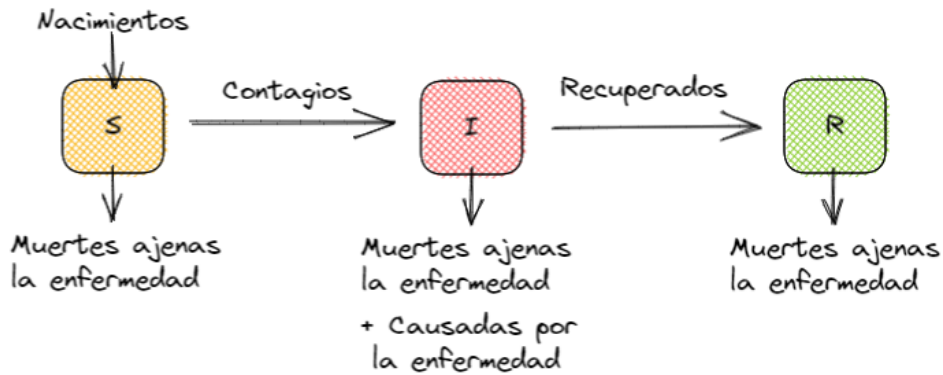 Nacimientos
S
Contagios
I
Recuperados
R
Muertes ajenas
la enfermedad
Muertes ajenas
la enfermedad
+ Causadas por
la enfermedad
Muertes ajenas
la enfermedad